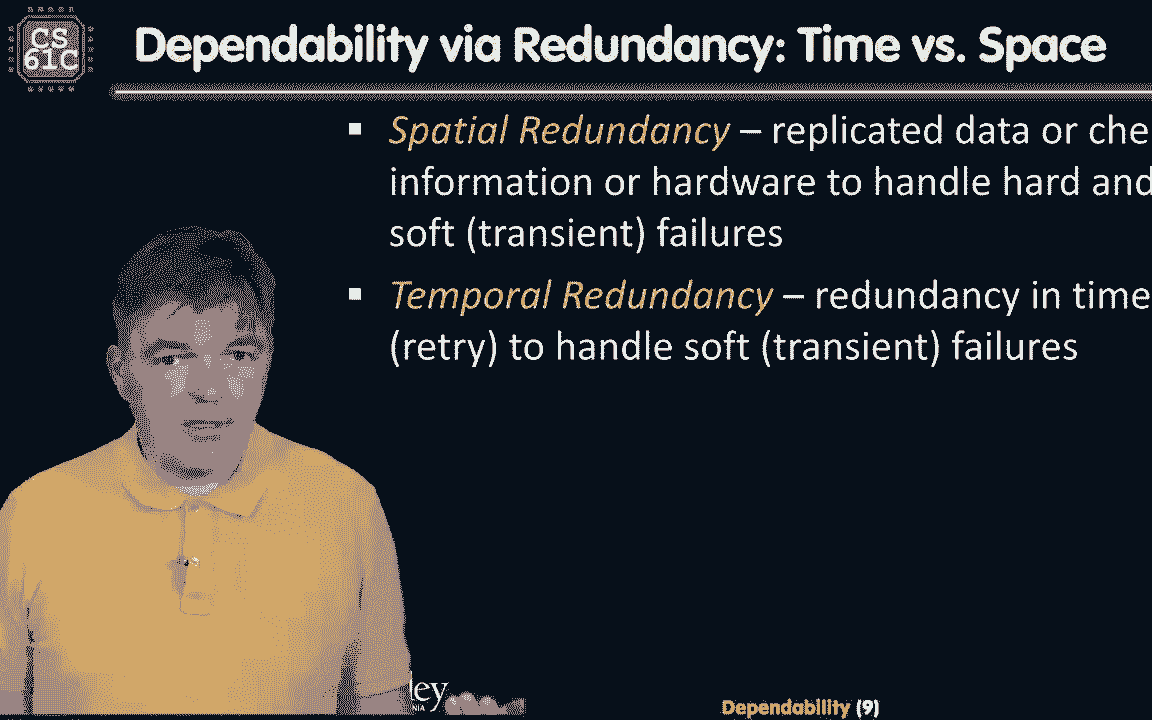 CS
61C
Dependability via Redundancy: Time vs. Space
▪ Spatial Redundancy – replicated data or che
information or hardware to handle hard and
soft (transient) failures
▪ Temporal Redundancy – redundancy in time
(retry) to handle soft (transient) failures
ley
NIA
Dependability (9)